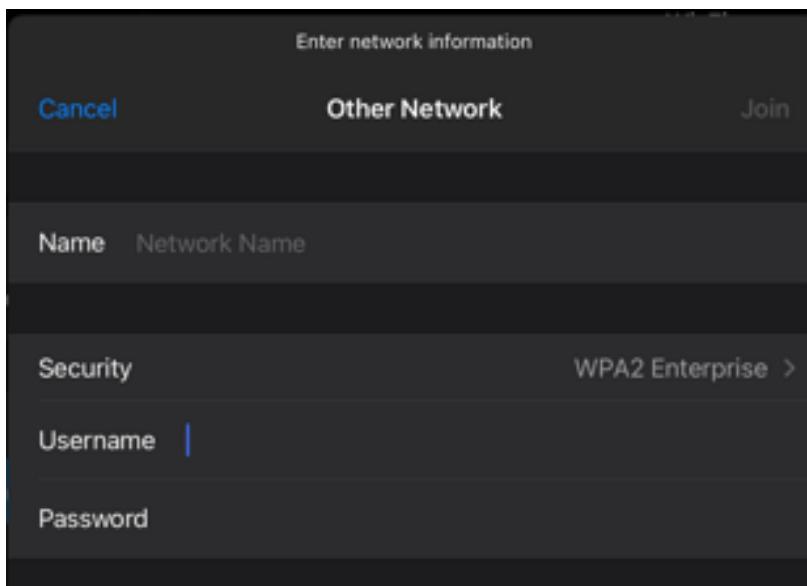 Enter network information
Cancel Other Network Join
Name Network Name
Security WPA2 Enterprise >
Username
Password